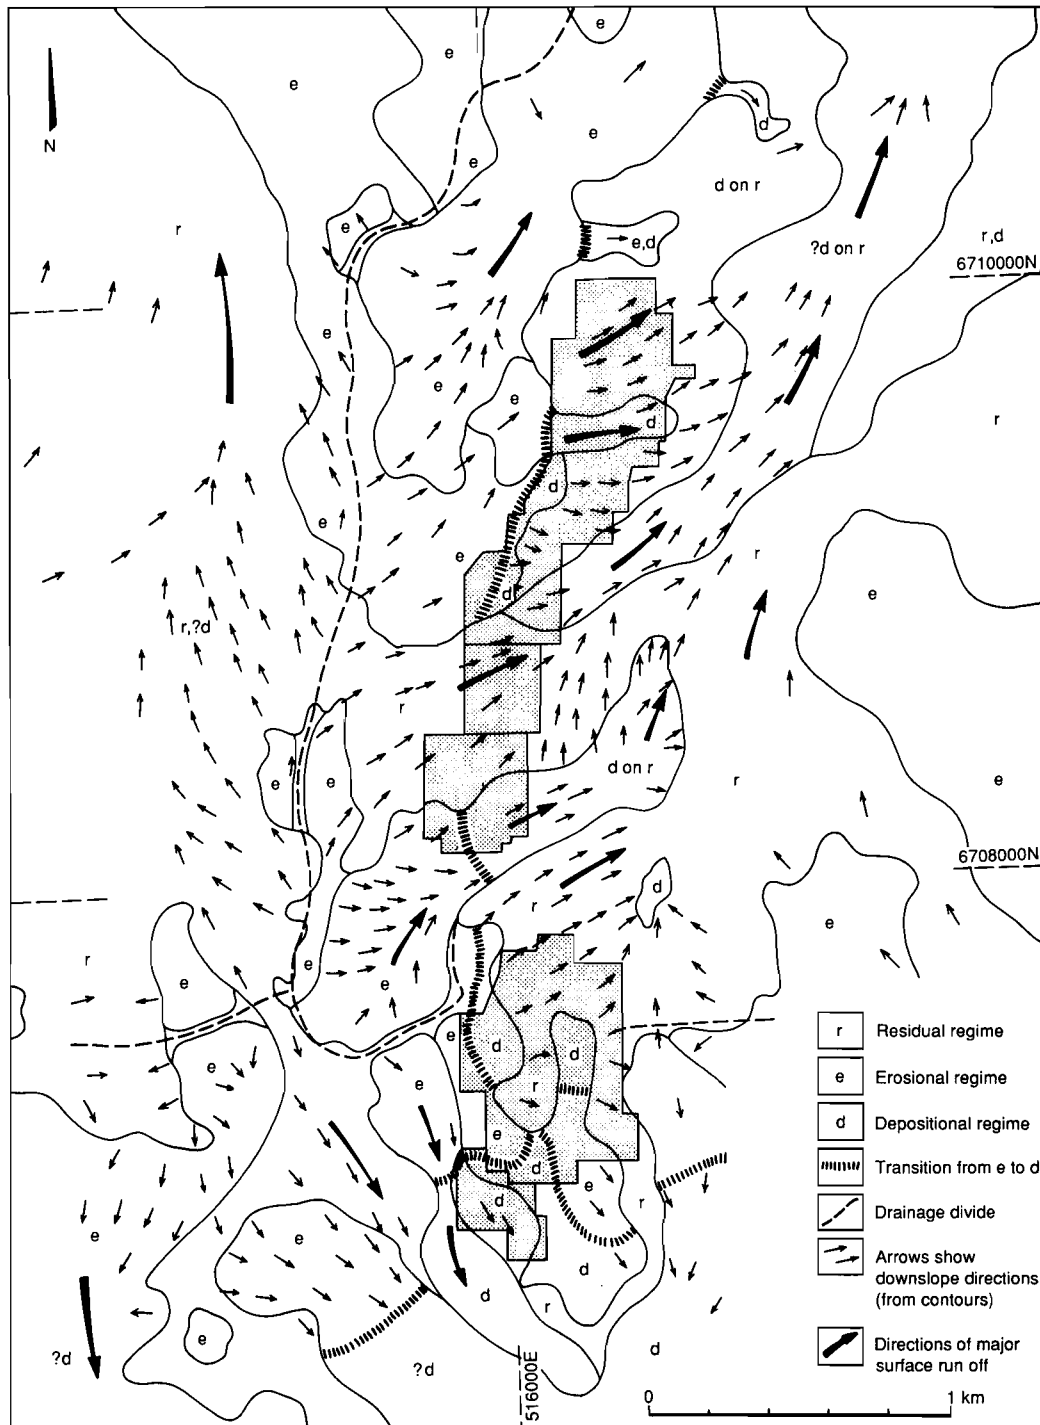 e
e
e
e
N
d
e
d on r
e
e
r
e,d
?d on r
r,d
6710000N
e
e
e
d
r
d
e
e
r
d
e
r,?d
r
d on r
e
e
r
e
6708000N
d
r
e
e
r
e
e
r Residual regime
e
d
d
e
e
r
e Erosional regime
e
d Depositional regime
d
e
d
r
Transition from e to d
e
e
Drainage divide
d
Arrows show
downslope directions
(from contours)
d
r
e
d
?d
?d
516000E
Directions of major
surface run off
0 1 km